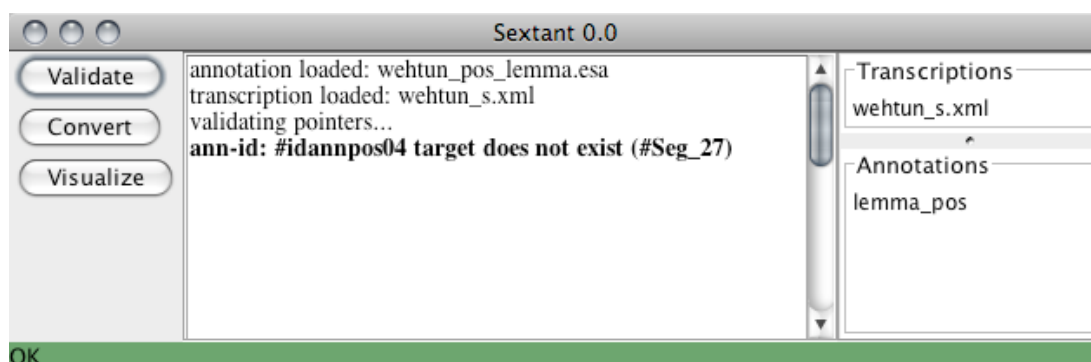 Sextant 0.0
Validate
Convert
Visualize
annotation loaded: wehtun_pos_lemma.esa
transcription loaded: wehtun_s.xml
validating pointers...
ann-id: #idannpos04 target does not exist (#Seg_27)
Transcriptions
wehtun_s.xml
Annotations
lemma_pos
OK